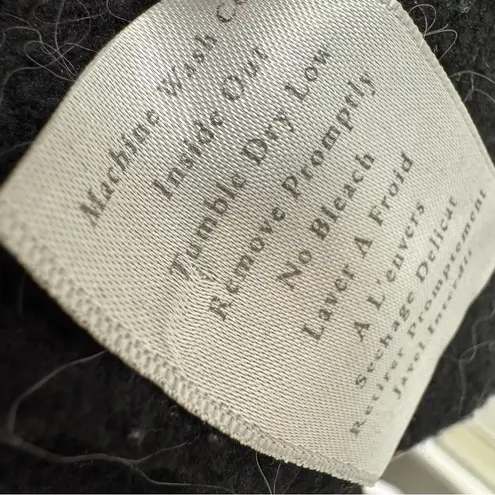 Machine Wash
Inside Out
Tumble Dry Low
Remove Promptly
No Bleach
Laver A Froid
A L'envers
Sechage Delicat
Retirer Promptement
Javel Interdit